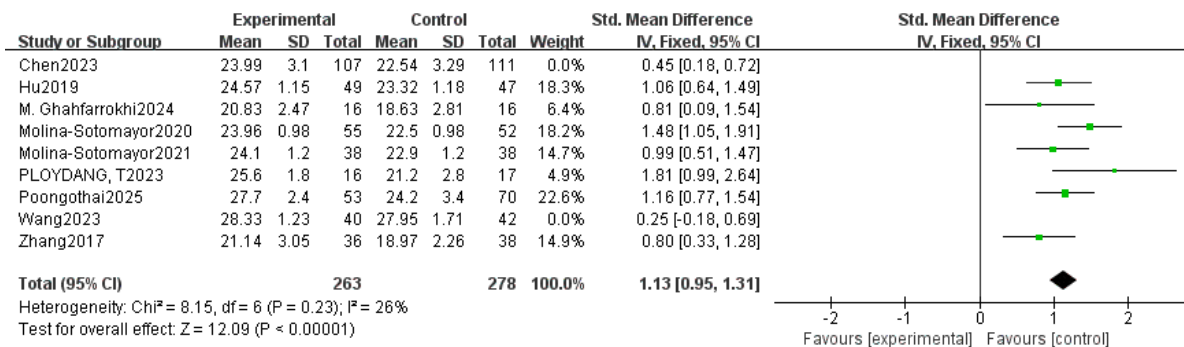 Experimental Control Std. Mean Difference Std. Mean Difference
Study or Subgroup Mean SD Total Mean SD Total Weight IV, Fixed, 95% CI IV, Fixed, 95% CI
Chen2023 23.99 3.1 107 22.54 3.29 111 0.0% 0.45 [0.18, 0.72]
Hu2019 24.57 1.15 49 23.32 1.18 47 18.3% 1.06 [0.64, 1.49]
M. Ghahfarrokhi2024 20.83 2.47 16 18.63 2.81 16 6.4% 0.81 [0.09, 1.54]
Molina-Sotomayor2020 23.96 0.98 55 22.5 0.98 52 18.2% 1.48 [1.05, 1.91]
Molina-Sotomayor2021 24.1 1.2 38 22.9 1.2 38 14.7% 0.99 [0.51, 1.47]
PLOYDANG, T2023 25.6 1.8 16 21.2 2.8 17 4.9% 1.81 [0.99, 2.64]
Poongothai2025 27.7 2.4 53 24.2 3.4 70 22.6% 1.16 [0.77, 1.54]
Wang2023 28.33 1.23 40 27.95 1.71 42 0.0% 0.25 [-0.18, 0.69]
Zhang2017 21.14 3.05 36 18.97 2.26 38 14.9% 0.80 [0.33, 1.28]
Total (95% CI) 263 278 100.0% 1.13 [0.95, 1.31]
Heterogeneity: Chi² = 8.15, df = 6 (P = 0.23); I² = 26%
Test for overall effect: Z = 12.09 (P < 0.00001)
-2 -1 0 1 2
Favours [experimental] Favours [control]